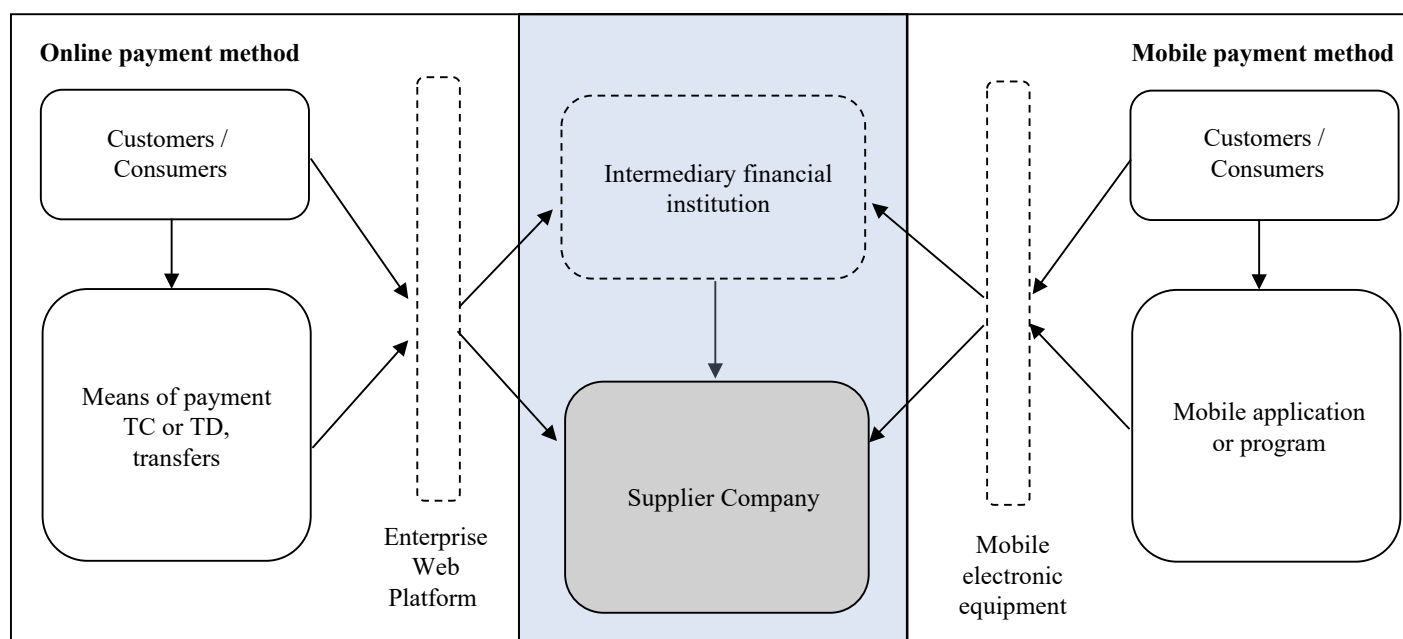 Online payment method
Customers /
Consumers
Means of payment
TC or TD,
transfers
Enterprise
Web
Platform
Intermediary financial
institution
Supplier Company
Mobile payment method
Customers /
Consumers
Mobile application
or program
Mobile
electronic
equipment